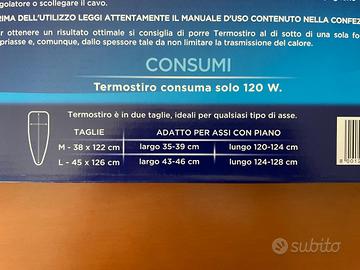 golatore o scollegare il cavo.
RIMA DELL'UTILIZZO LEGGI ATTENTAMENTE IL MANUALE D'USO CONTENUTO NELLA CONFEZ
er ottenere un risultato ottimale si consiglia di porre Termostiro al di sotto di una sola fo
priasse e, comunque, dallo spessore tale da non limitare la trasmissione del calore.
CONSUMI
Termostiro consuma solo 120 W.
Termostiro è in due taglie, ideali per qualsiasi tipo di asse.
TAGLIE ADATTO PER ASSI CON PIANO
M - 38 x 122 cm largo 35-39 cm lungo 120-124 cm
L - 45 x 126 cm largo 43-46 cm lungo 124-128 cm
subito.it